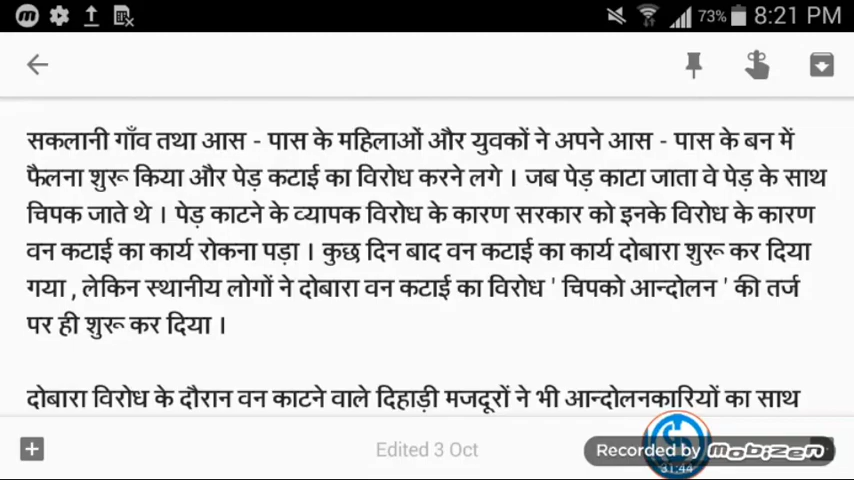 73% 8:21 PM
सकलानी गाँव तथा आस - पास के महिलाओं और युवकों ने अपने आस - पास के बन में
फैलना शुरू किया और पेड़ कटाई का विरोध करने लगे । जब पेड़ काटा जाता वे पेड़ के साथ
चिपक जाते थे । पेड़ काटने के व्यापक विरोध के कारण सरकार को इनके विरोध के कारण
वन कटाई का कार्य रोकना पड़ा । कुछ दिन बाद वन कटाई का कार्य दोबारा शुरू कर दिया
गया , लेकिन स्थानीय लोगों ने दोबारा वन कटाई का विरोध ' चिपको आन्दोलन ' की तर्ज
पर ही शुरू कर दिया ।
दोबारा विरोध के दौरान वन काटने वाले दिहाड़ी मजदूरों ने भी आन्दोलनकारियों का साथ
Edited 3 Oct
Recorded by mobizen
31:44